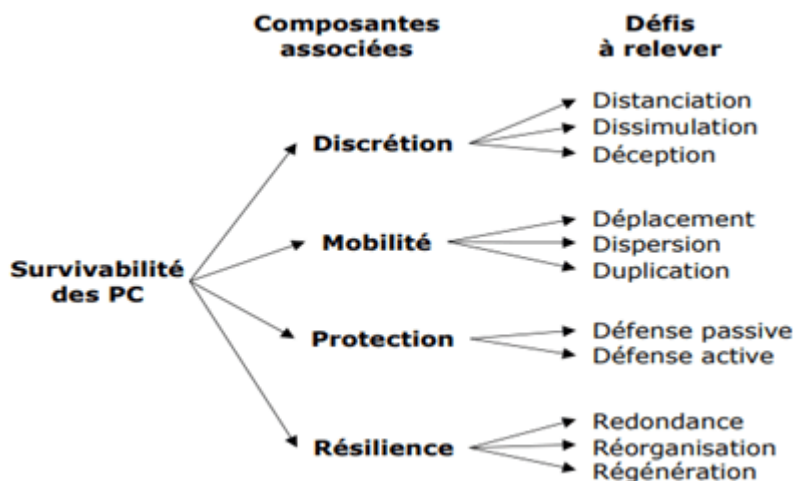 Composantes
associées
Défis
à relever
Survivabilité
des PC
Discrétion
Distanciation
Dissimulation
Déception
Mobilité
Déplacement
Dispersion
Duplication
Protection
Défense passive
Défense active
Résilience
Redondance
Réorganisation
Régénération